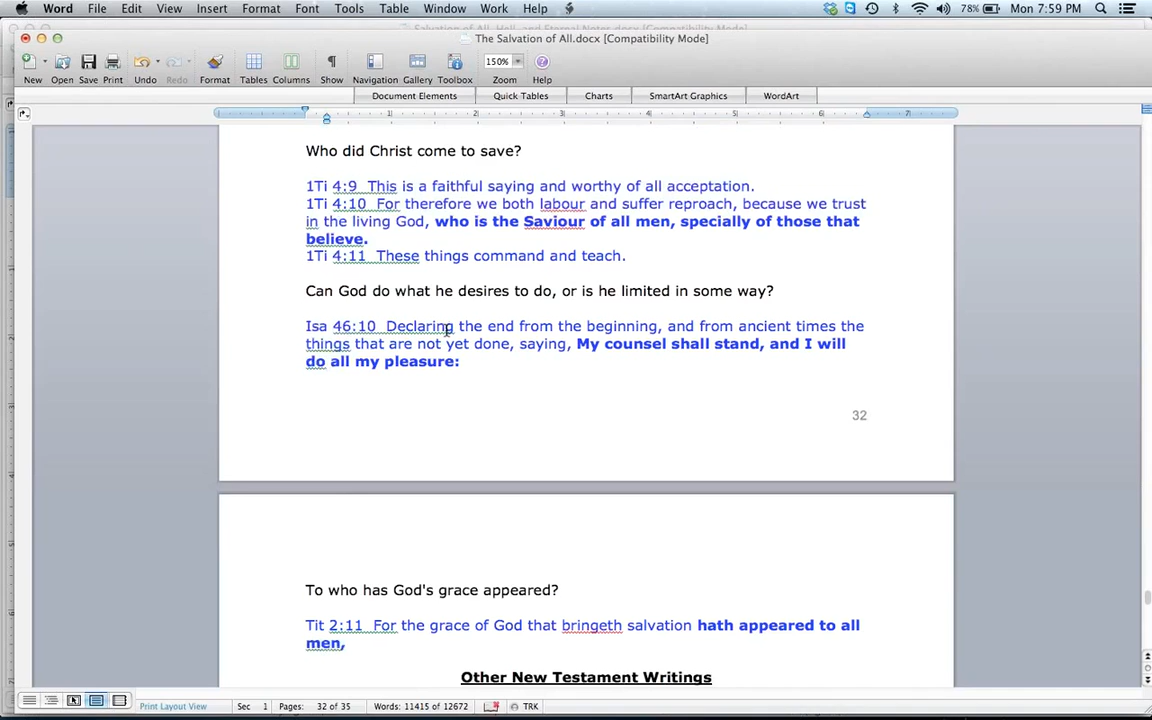 Word File Edit View Insert Format Font Tools Table Window Work Help 78% Mon 7:59 PM
The Salvation of All.docx [Compatibility Mode]
150%
New Open Save Print Undo Redo Format Tables Columns Show Navigation Gallery Toolbox Zoom Help
Document Elements Quick Tables Charts SmartArt Graphics WordArt
1 2 3 4 5 6 7
Who did Christ come to save?
1Ti 4:9 This is a faithful saying and worthy of all acceptation.
1Ti 4:10 For therefore we both labour and suffer reproach, because we trust
in the living God, who is the Saviour of all men, specially of those that
believe.
1Ti 4:11 These things command and teach.
Can God do what he desires to do, or is he limited in some way?
Isa 46:10 Declaring the end from the beginning, and from ancient times the
things that are not yet done, saying, My counsel shall stand, and I will
do all my pleasure:
32
To who has God's grace appeared?
Tit 2:11 For the grace of God that bringeth salvation hath appeared to all
men,
Other New Testament Writings
Print Layout View Sec 1 Pages: 32 of 35 Words: 11415 of 12672 TRK